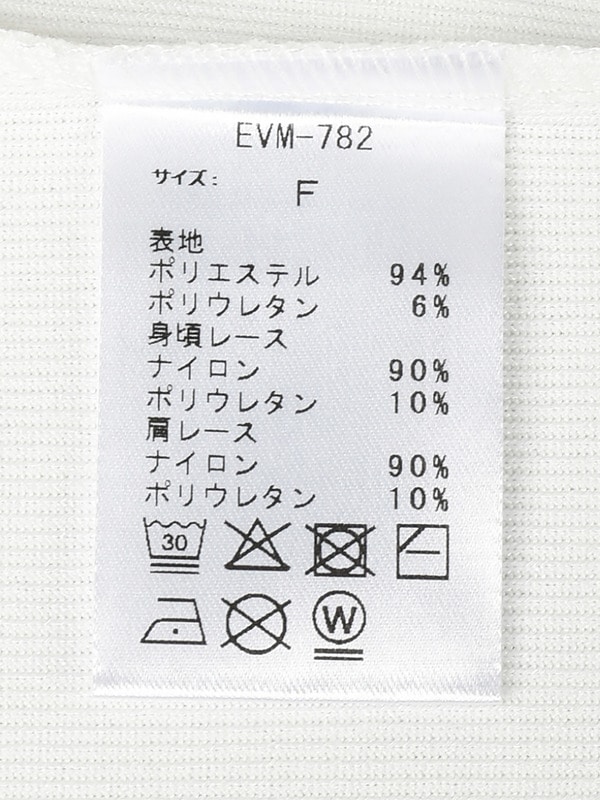 EVM-782
サイズ: F
表地
ポリエステル 94%
ポリウレタン 6%
身頃レース
ナイロン 90%
ポリウレタン 10%
肩レース
ナイロン 90%
ポリウレタン 10%
30
W